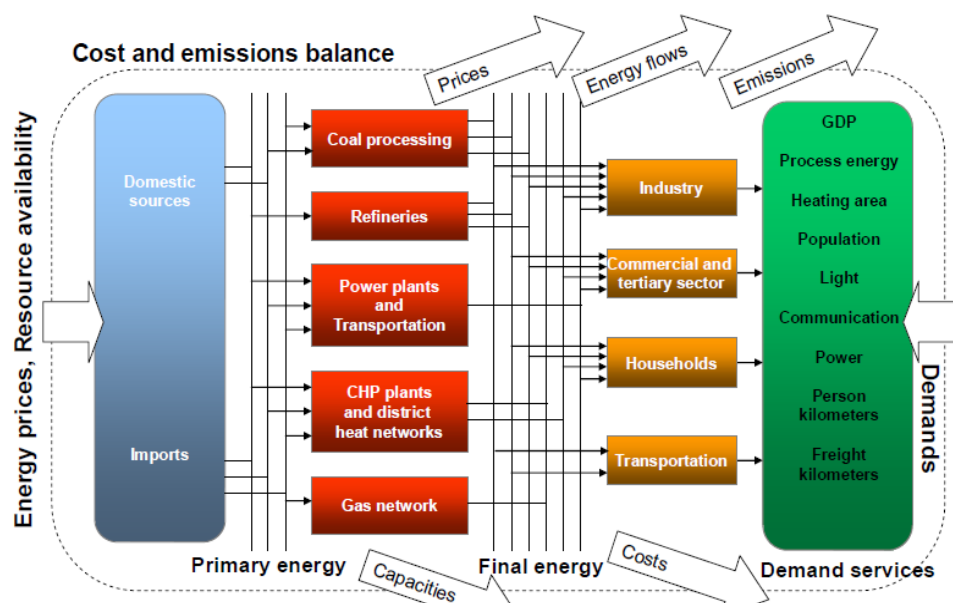 Cost and emissions balance
Prices
Energy flows
Emissions
Energy prices, Resource availability
Domestic
sources
Imports
Primary energy
Coal processing
Refineries
Power plants
and
Transportation
CHP plants
and district
heat networks
Gas network
Capacities
Final energy
Industry
Commercial and
tertiary sector
Households
Transportation
Costs
GDP
Process energy
Heating area
Population
Light
Communication
Power
Person
kilometers
Freight
kilometers
Demand services
Demands